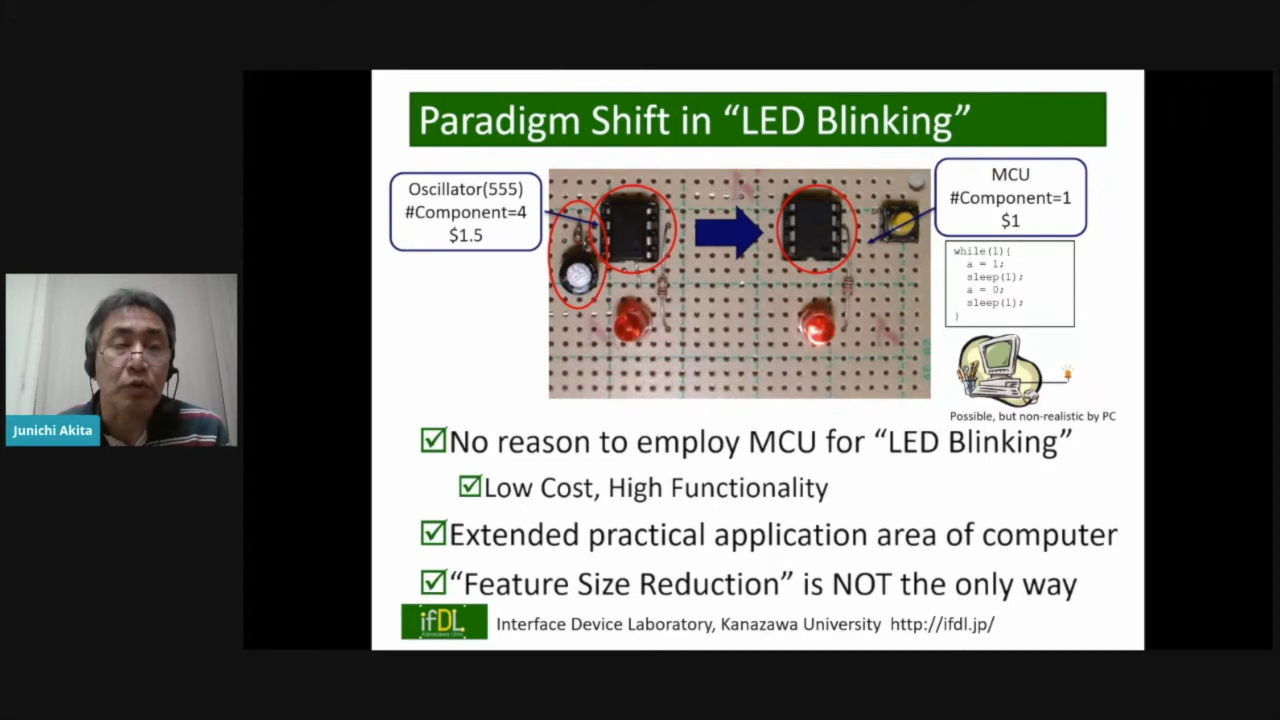 Paradigm Shift in “LED Blinking”
Oscillator(555)
#Component=4
$1.5
MCU
#Component=1
$1
while(1){
a = 1;
sleep(1);
a = 0;
sleep(1);
}
Possible, but non-realistic by PC
Junichi Akita
No reason to employ MCU for “LED Blinking”
Low Cost, High Functionality
Extended practical application area of computer
“Feature Size Reduction” is NOT the only way
ifDL
Kanazawa Univ.
Interface Device Laboratory, Kanazawa University http://ifdl.jp/